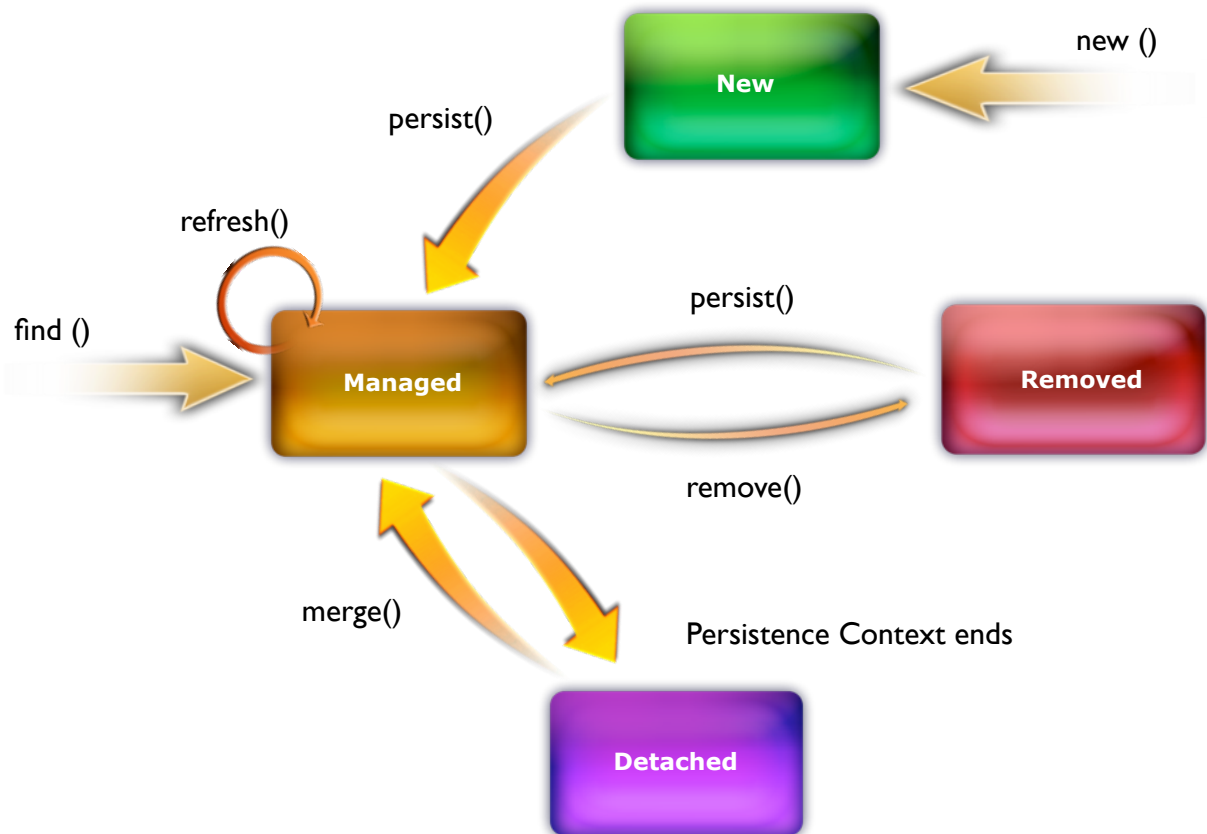 new ()
New
persist()
refresh()
persist()
find ()
Managed
Removed
remove()
merge()
Persistence Context ends
Detached